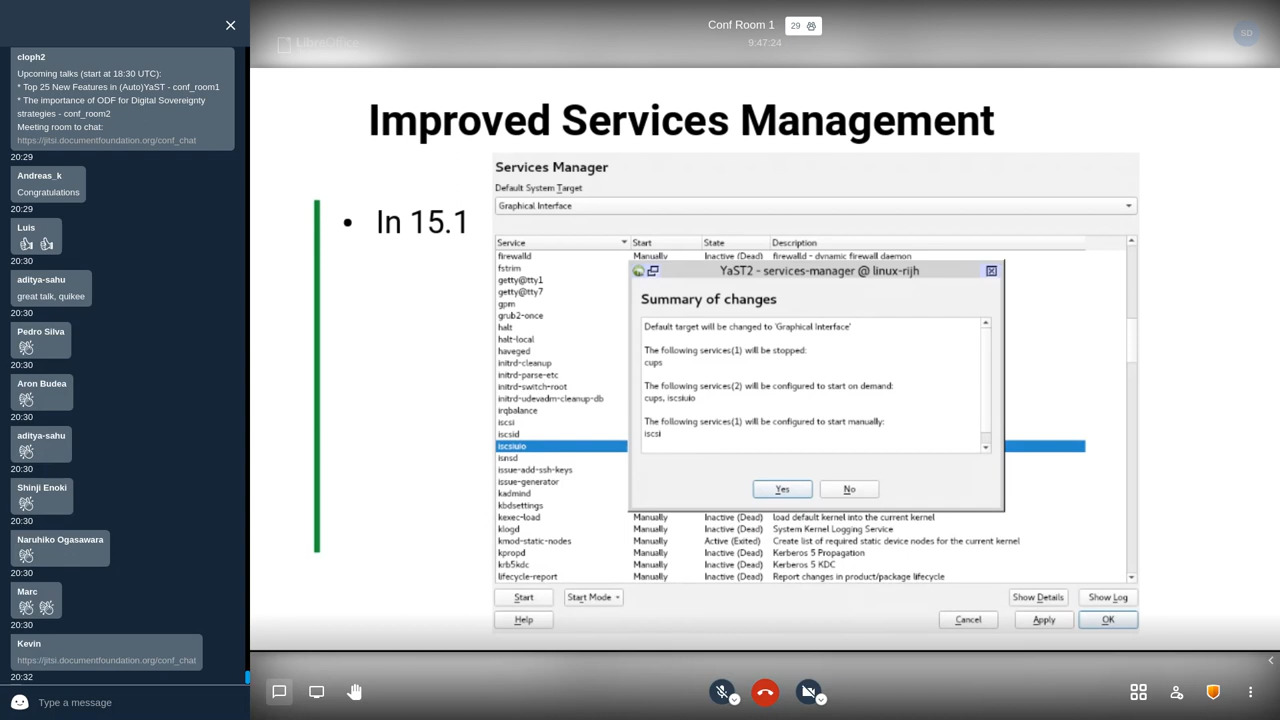 cloph2
Upcoming talks (start at 18:30 UTC):
* Top 25 New Features in (Auto)YaST - conf_room1
* The importance of ODF for Digital Sovereignty
strategies - conf_room2
Meeting room to chat:
https://jitsi.documentfoundation.org/conf_chat
20:29
Andreas_k
Congratulations
20:29
Luis
20:30
aditya-sahu
great talk, quikee
20:30
Pedro Silva
20:30
Aron Budea
20:30
aditya-sahu
20:30
Shinji Enoki
20:30
Naruhiko Ogasawara
20:30
Marc
20:30
Kevin
https://jitsi.documentfoundation.org/conf_chat
20:32
Type a message
LibreOffice
Conf Room 1
29
9:47:24
SD
Improved Services Management
• In 15.1
Services Manager
Default System Target
Graphical Interface
Service Start State Description
firewalld Manually Inactive (Dead) firewalld - dynamic firewall daemon
fstrim
getty@tty1
getty@tty7
gpm
grub2-once
halt
halt-local
haveged
initrd-cleanup
initrd-parse-etc
initrd-switch-root
initrd-udevadm-cleanup-db
irqbalance
iscsi
iscsid
iscsiuio
isnsd
issue-add-ssh-keys
issue-generator
kadmind
kbdsettings
kexec-load Manually Inactive (Dead) load default kernel into the current kernel
klogd Manually Inactive (Dead) System Kernel Logging Service
kmod-static-nodes Manually Active (Exited) Create list of required static device nodes for the current kernel
kpropd Manually Inactive (Dead) Kerberos 5 Propagation
krb5kdc Manually Inactive (Dead) Kerberos 5 KDC
lifecycle-report Manually Inactive (Dead) Report changes in product/package lifecycle
YaST2 - services-manager @ linux-rijh
Summary of changes
Default target will be changed to 'Graphical Interface'
The following services(1) will be stopped:
cups
The following services(2) will be configured to start on demand:
cups, iscsiuio
The following services(1) will be configured to start manually:
iscsi
Yes No
Start Start Mode Show Details Show Log
Help Cancel Apply OK